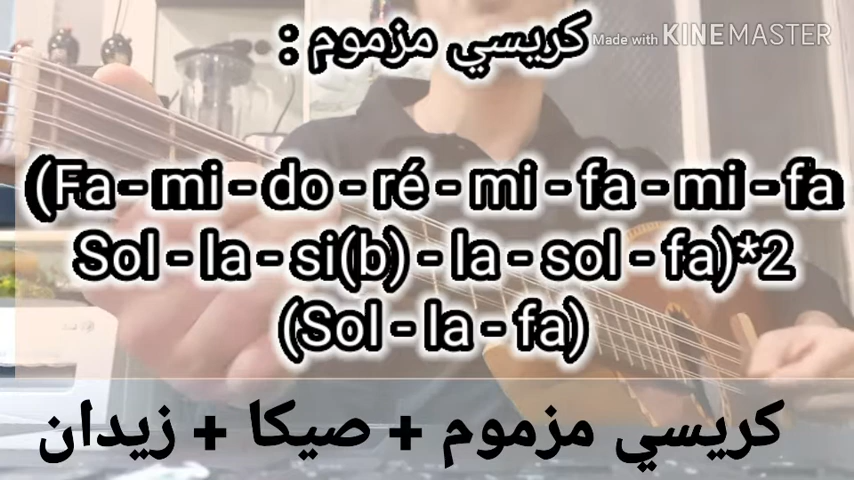 كريسي مزموم :
Made with KINEMASTER
(Fa - mi - do - ré - mi - fa - mi - fa
Sol - la - si(b) - la - sol - fa)*2
(Sol - la - fa)
كريسي مزموم + صيكا + زيدان